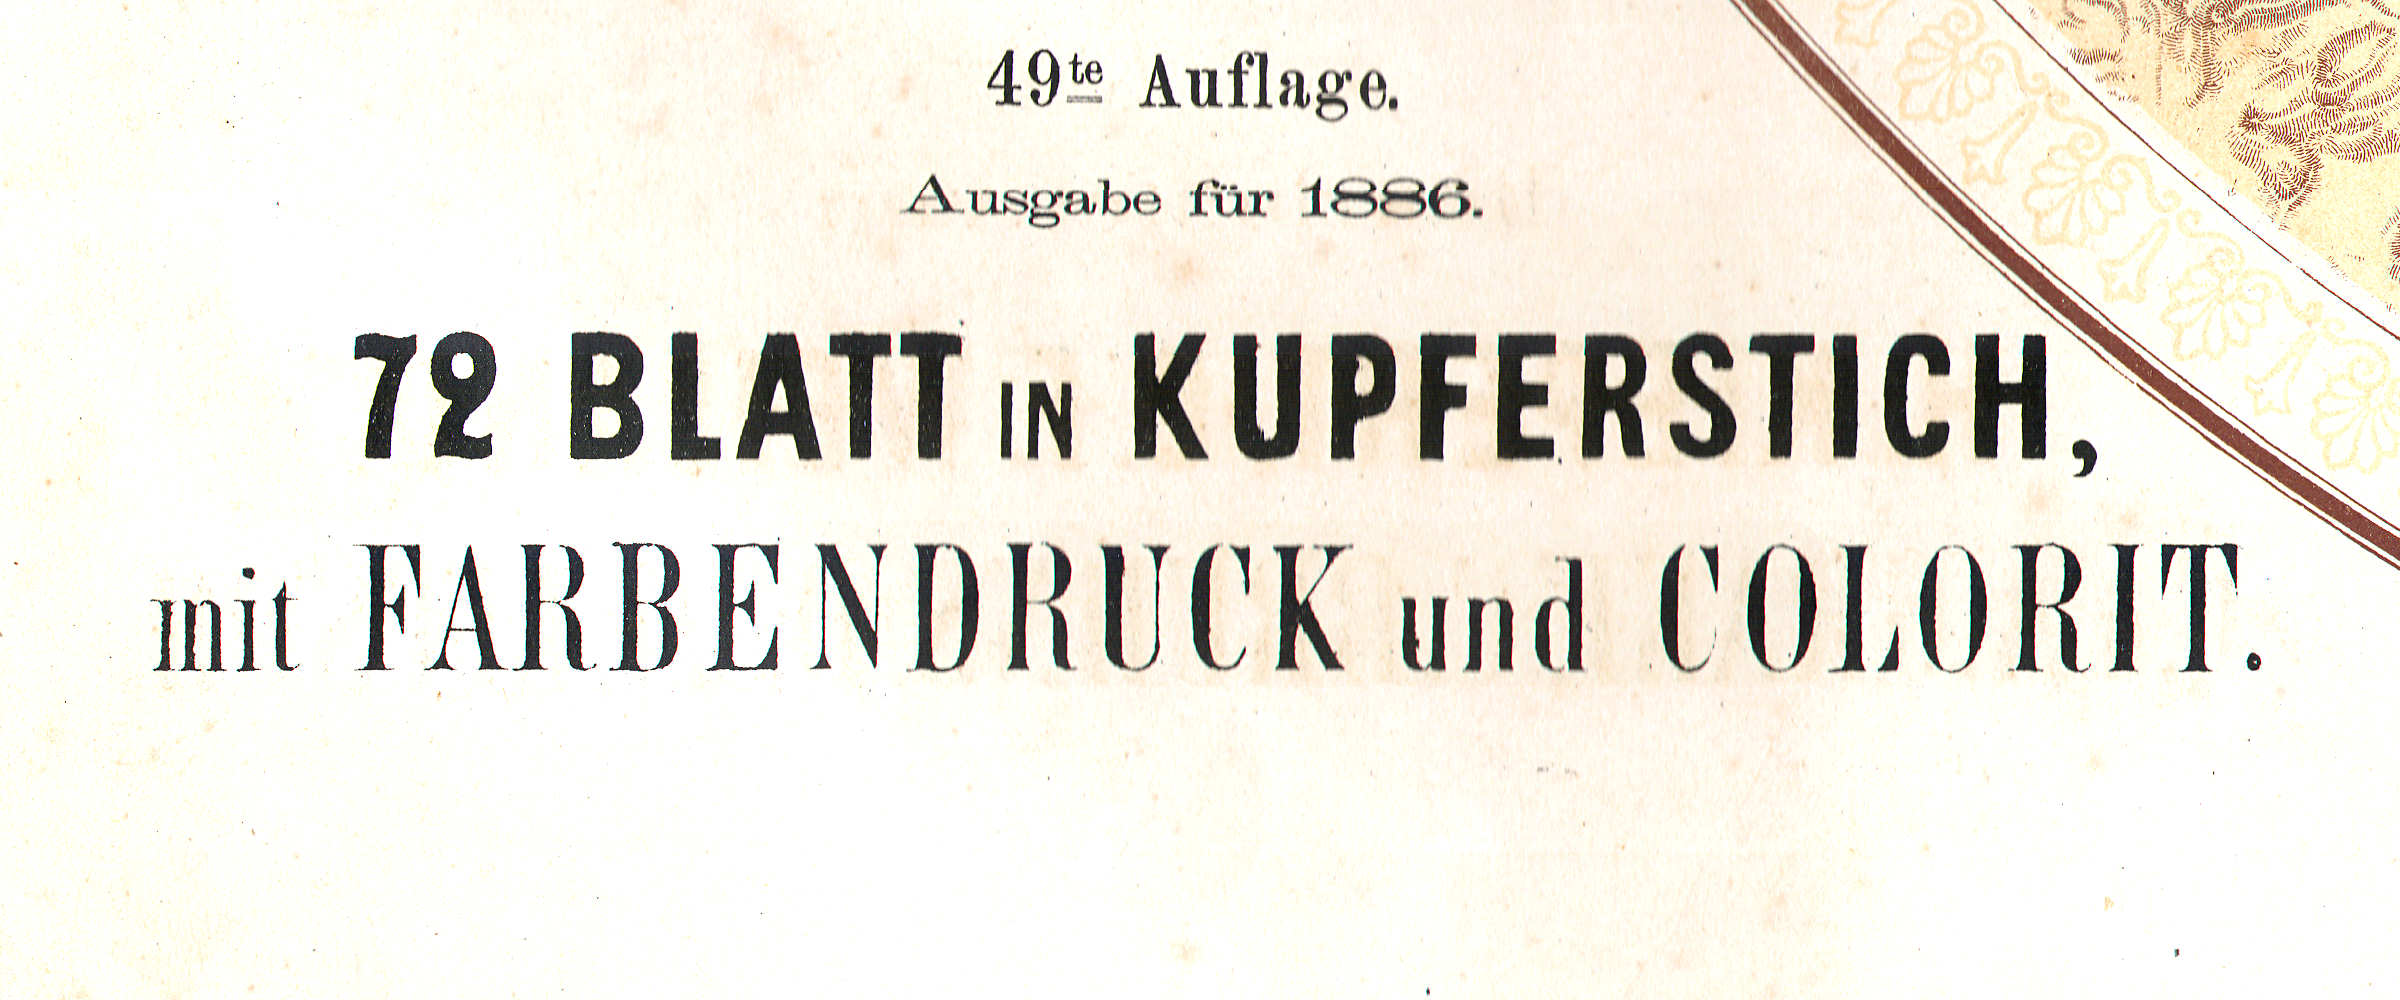 49te Auflage.
Ausgabe für 1886.
72 BLATT IN KUPFERSTICH,
mit FARBENDRUCK und COLORIT.